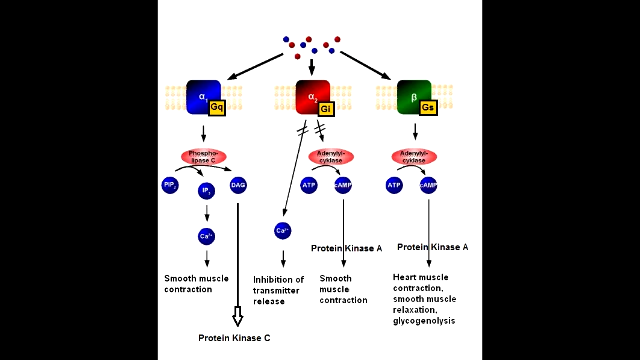 α1
Gq
α2
Gi
β
Gs
Phospho-
lipase C
Adenylyl-
cyklase
Adenylyl-
cyklase
PIP2
IP3
DAG
ATP
cAMP
ATP
cAMP
Ca2+
Ca2+
Protein Kinase A
Protein Kinase A
Smooth muscle
contraction
Inhibition of
transmitter
release
Smooth
muscle
contraction
Heart muscle
contraction,
smooth muscle
relaxation,
glycogenolysis
Protein Kinase C